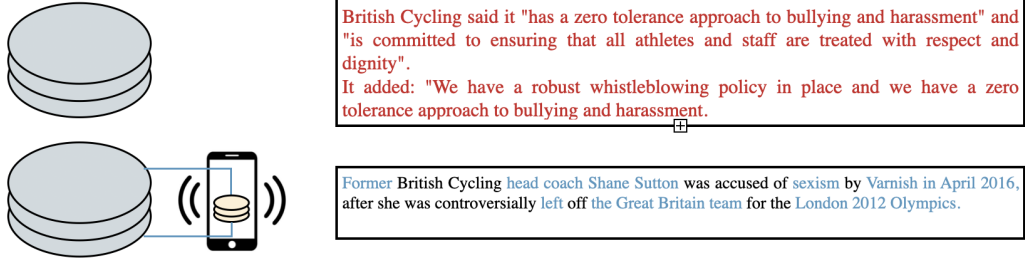 British Cycling said it "has a zero tolerance approach to bullying and harassment" and
"is committed to ensuring that all athletes and staff are treated with respect and
dignity".
It added: "We have a robust whistleblowing policy in place and we have a zero
tolerance approach to bullying and harassment.
Former British Cycling head coach Shane Sutton was accused of sexism by Varnish in April 2016,
after she was controversially left off the Great Britain team for the London 2012 Olympics.